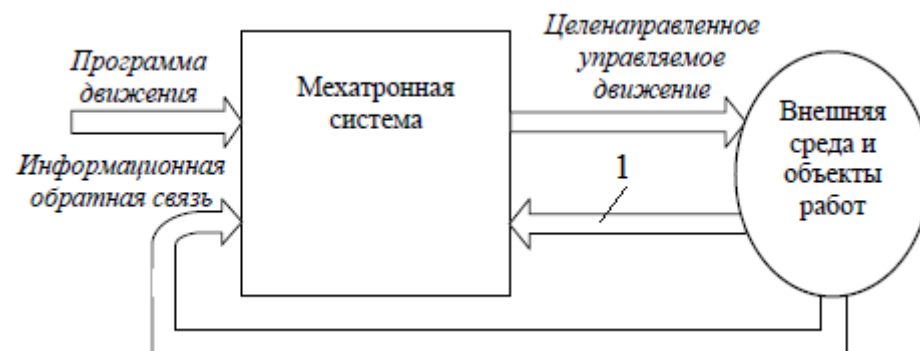 Программа
движения
Информационная
обратная связь
Мехатронная
система
Целенаправленное
управляемое
движение
1
Внешняя
среда и
объекты
работ